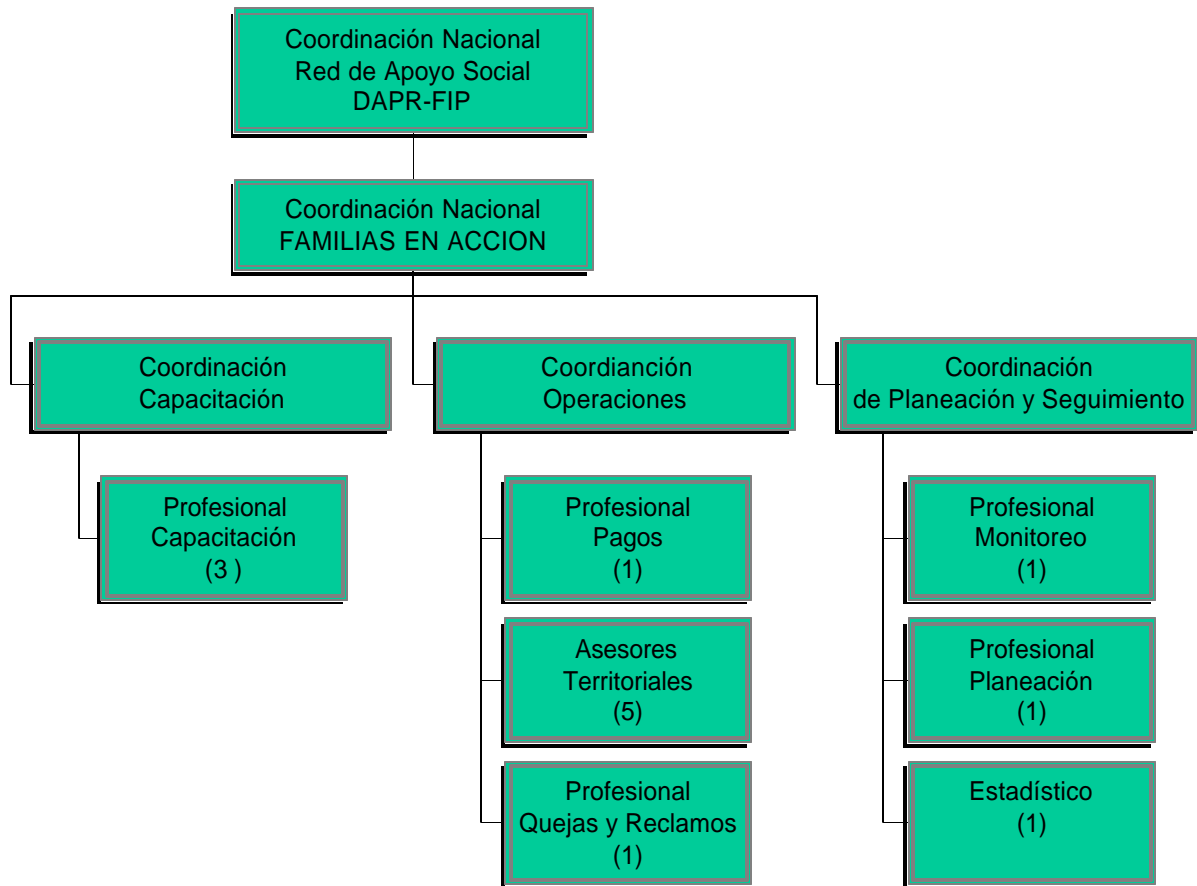 Coordinación Nacional
Red de Apoyo Social
DAPR-FIP
Coordinación Nacional
FAMILIAS EN ACCION
Coordinación
Capacitación
Profesional
Capacitación
(3 )
Coordianción
Operaciones
Profesional
Pagos
(1)
Asesores
Territoriales
(5)
Profesional
Quejas y Reclamos
(1)
Coordinación
de Planeación y Seguimiento
Profesional
Monitoreo
(1)
Profesional
Planeación
(1)
Estadístico
(1)